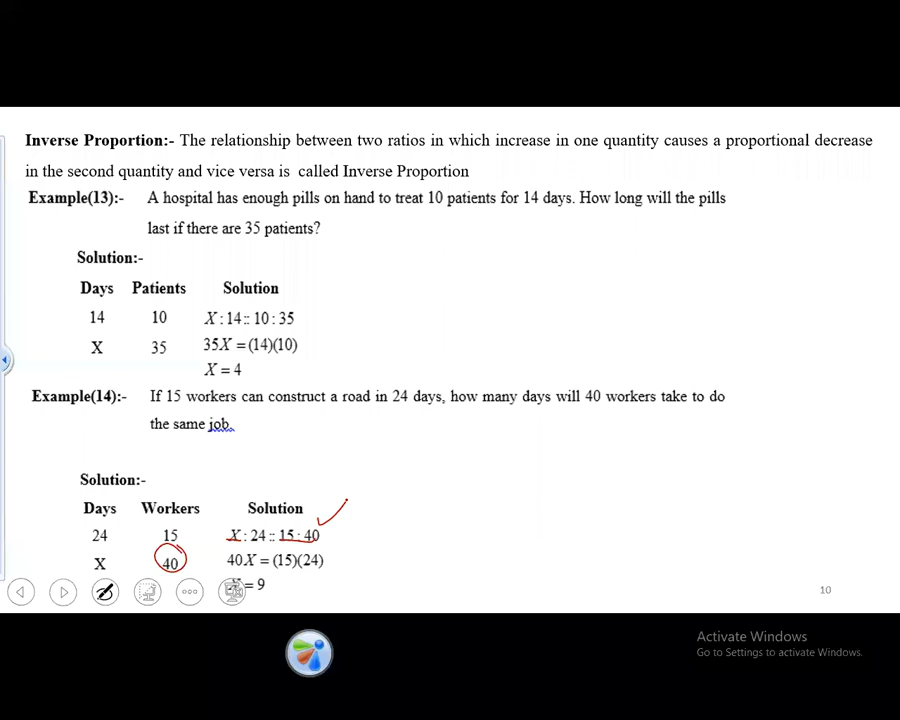 Inverse Proportion:- The relationship between two ratios in which increase in one quantity causes a proportional decrease
in the second quantity and vice versa is called Inverse Proportion
Example(13):- A hospital has enough pills on hand to treat 10 patients for 14 days. How long will the pills
last if there are 35 patients?
Solution:-
Days Patients Solution
14 10 X : 14 :: 10 : 35
X 35 35X = (14)(10)
X = 4
Example(14):- If 15 workers can construct a road in 24 days, how many days will 40 workers take to do
the same job.
Solution:-
Days Workers Solution
24 15 X : 24 :: 15 : 40
X 40 40X = (15)(24)
= 9
10
Activate Windows
Go to Settings to activate Windows.